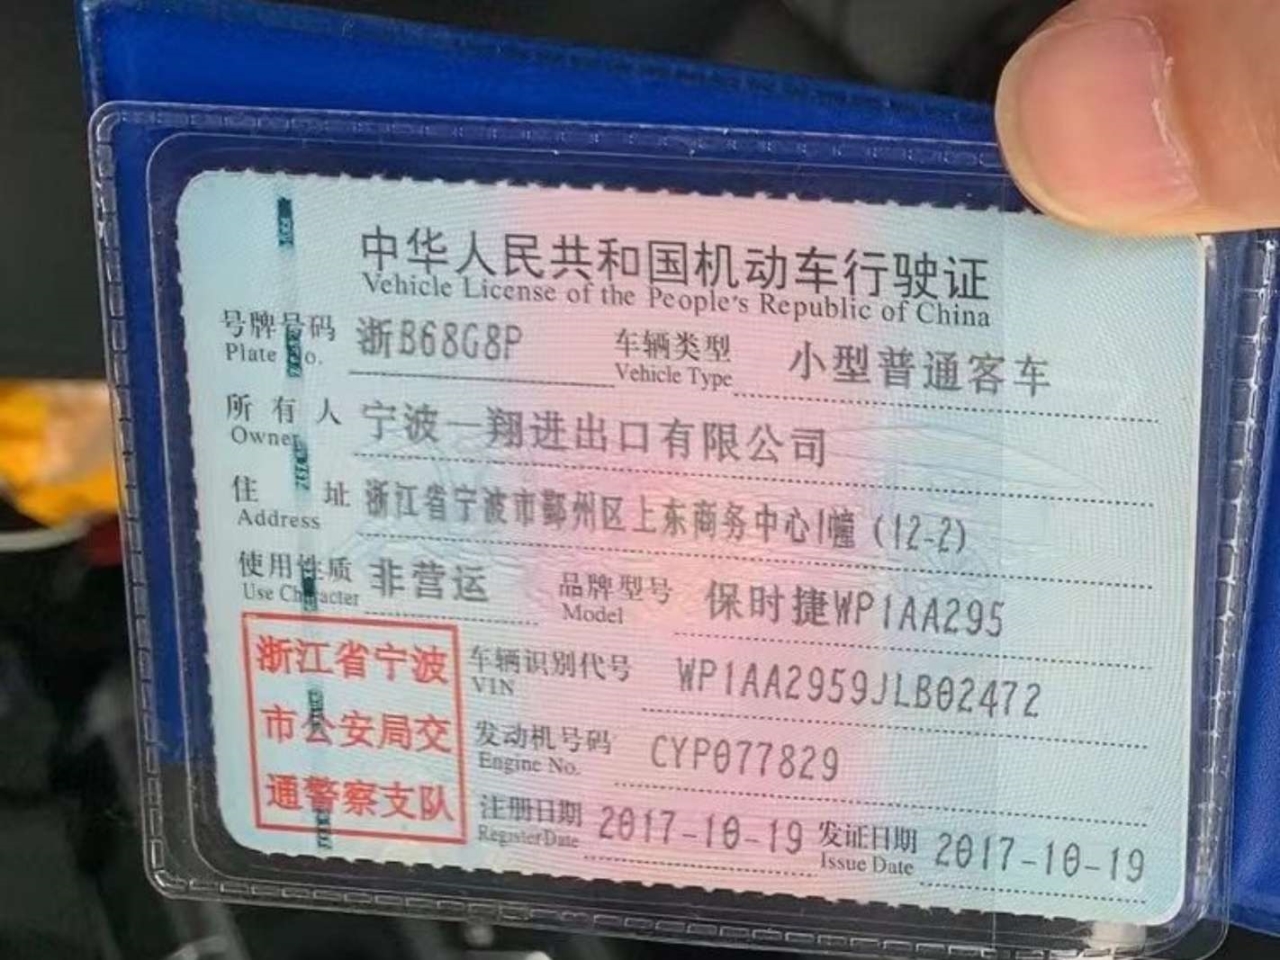 中华人民共和国机动车行驶证
Vehicle License of the People's Republic of China
号牌号码 浙B68G8P 车辆类型 小型普通客车
Plate No. Vehicle Type
所有人 宁波一翔进出口有限公司
Owner
住址 浙江省宁波市鄞州区上东商务中心1幢(12-2)
Address
使用性质 非营运 品牌型号 保时捷WP1AA295
Use Character Model
浙江省宁波
市公安局交
通警察支队
车辆识别代号 WP1AA2959JLB02472
VIN
发动机号码 CYP077829
Engine No.
注册日期 2017-10-19 发证日期 2017-10-19
Register Date Issue Date